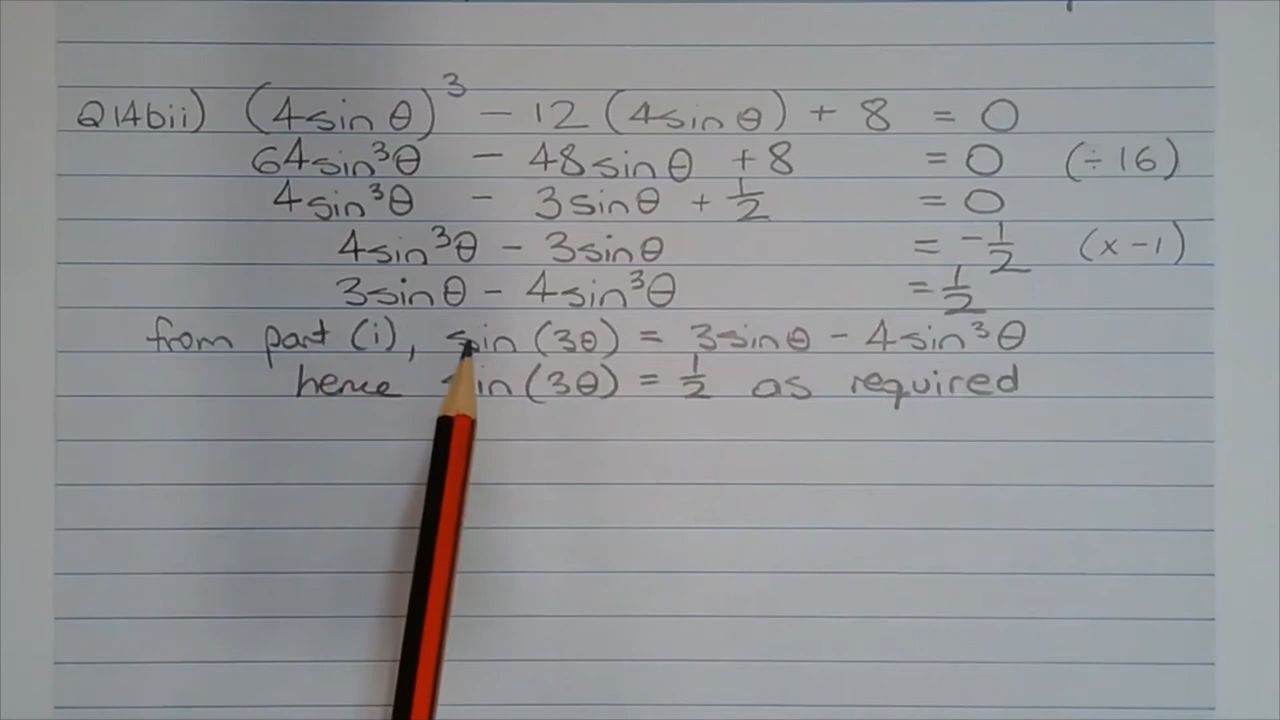 Q14bii) (4sin θ)³ − 12 (4sin θ) + 8 = 0
64sin³θ − 48sin θ + 8 = 0 (÷16)
4sin³θ − 3sin θ + 1/2 = 0
4sin³θ − 3sin θ = −1/2 (x −1)
3sin θ − 4sin³θ = 1/2
from part (i), sin (3θ) = 3sin θ − 4sin³θ
hence sin (3θ) = 1/2 as required